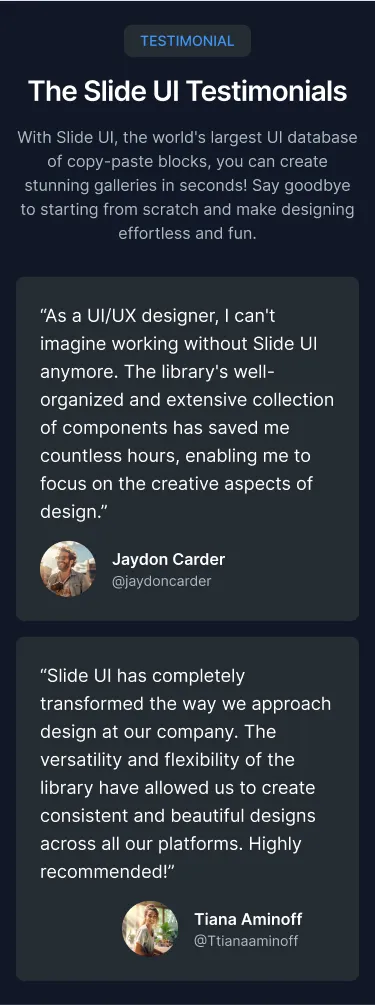 TESTIMONIAL
The Slide UI Testimonials
With Slide UI, the world's largest UI database
of copy-paste blocks, you can create
stunning galleries in seconds! Say goodbye
to starting from scratch and make designing
effortless and fun.
“As a UI/UX designer, I can't
imagine working without Slide UI
anymore. The library's well-
organized and extensive collection
of components has saved me
countless hours, enabling me to
focus on the creative aspects of
design.”
Jaydon Carder
@jaydoncarder
“Slide UI has completely
transformed the way we approach
design at our company. The
versatility and flexibility of the
library have allowed us to create
consistent and beautiful designs
across all our platforms. Highly
recommended!”
Tiana Aminoff
@Ttianaaminoff